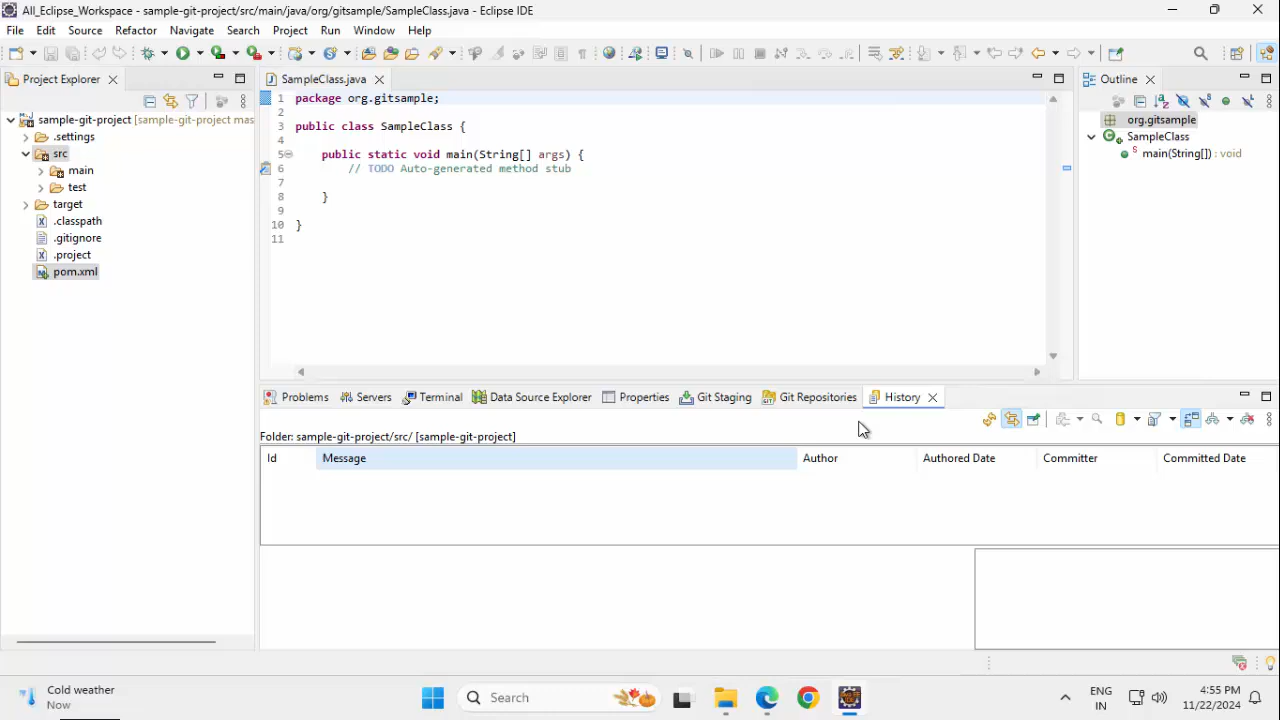 All_Eclipse_Workspace - sample-git-project/src/main/java/org/gitsample/SampleClass.java - Eclipse IDE
File Edit Source Refactor Navigate Search Project Run Window Help
Project Explorer
sample-git-project [sample-git-project mas
.settings
src
main
test
target
.classpath
.gitignore
.project
pom.xml
SampleClass.java
1 package org.gitsample;
2
3 public class SampleClass {
4
5 public static void main(String[] args) {
6 // TODO Auto-generated method stub
7
8 }
9
10 }
11
Outline
org.gitsample
SampleClass
main(String[]) : void
Problems Servers Terminal Data Source Explorer Properties Git Staging Git Repositories History
Folder: sample-git-project/src/ [sample-git-project]
Id Message Author Authored Date Committer Committed Date
Cold weather
Now
Search
ENG
IN
4:55 PM
11/22/2024